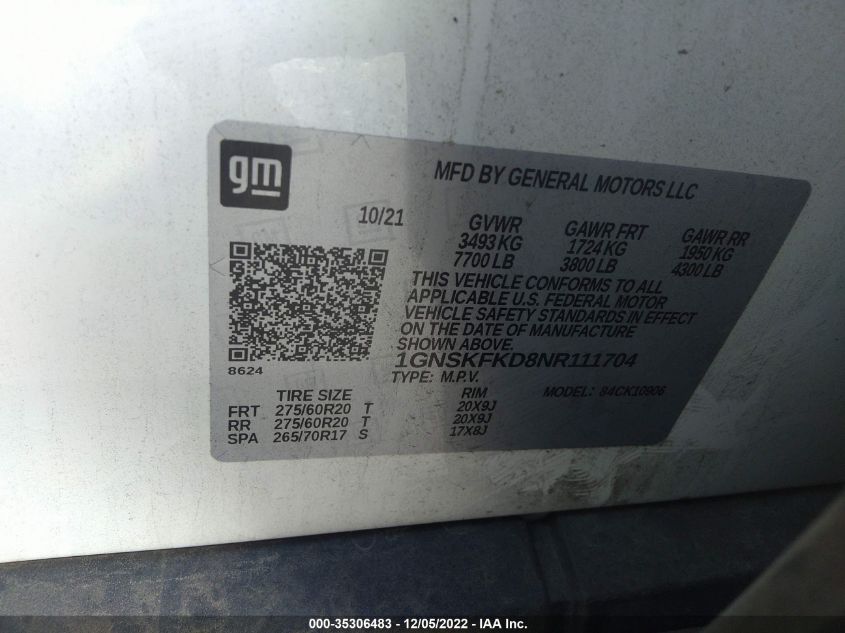 gm
MFD BY GENERAL MOTORS LLC
10/21
GVWR GAWR FRT GAWR RR
3493 KG 1724 KG 1950 KG
7700 LB 3800 LB 4300 LB
THIS VEHICLE CONFORMS TO ALL
APPLICABLE U.S. FEDERAL MOTOR
VEHICLE SAFETY STANDARDS IN EFFECT
ON THE DATE OF MANUFACTURE
SHOWN ABOVE.
8624
1GNSKFKD8NR111704
TYPE: M.P.V. MODEL: 84CK10906
TIRE SIZE RIM
FRT 275/60R20 T 20X9J
RR 275/60R20 T 20X9J
SPA 265/70R17 S 17X8J
000-35306483 - 12/05/2022 - IAA Inc.